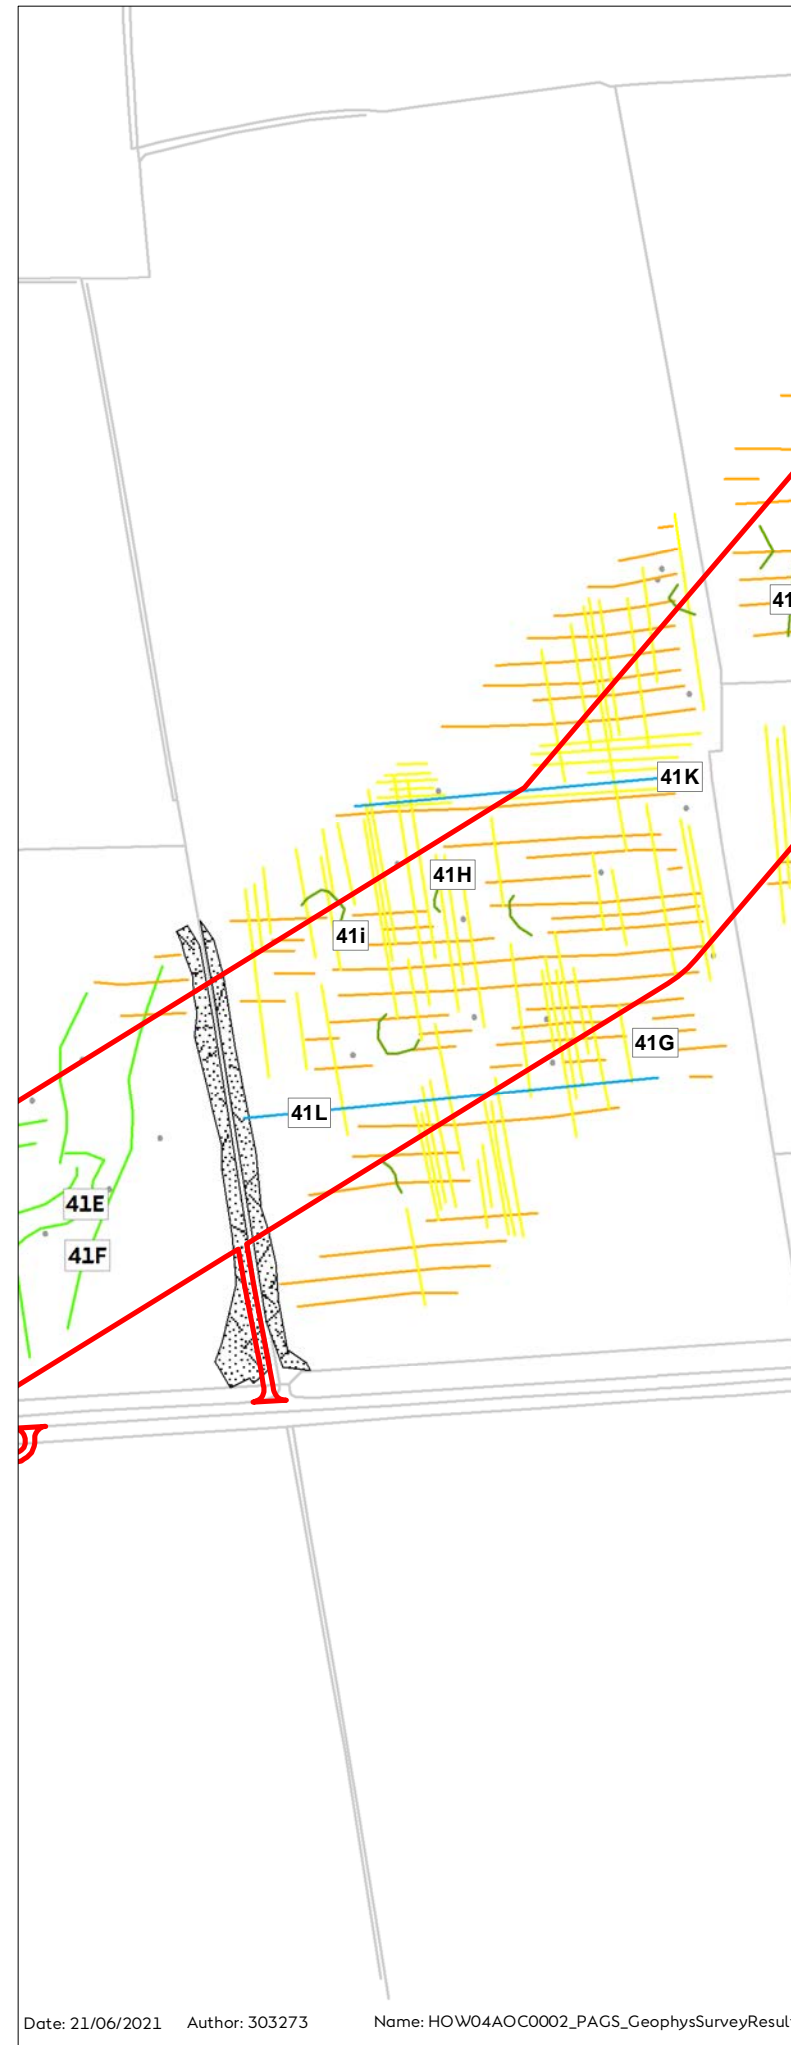 41
41K
41H
41i
41G
41L
41E
41F
Date: 21/06/2021 Author: 303273 Name: HOW04AOC0002_PAGS_GeophysSurveyResul